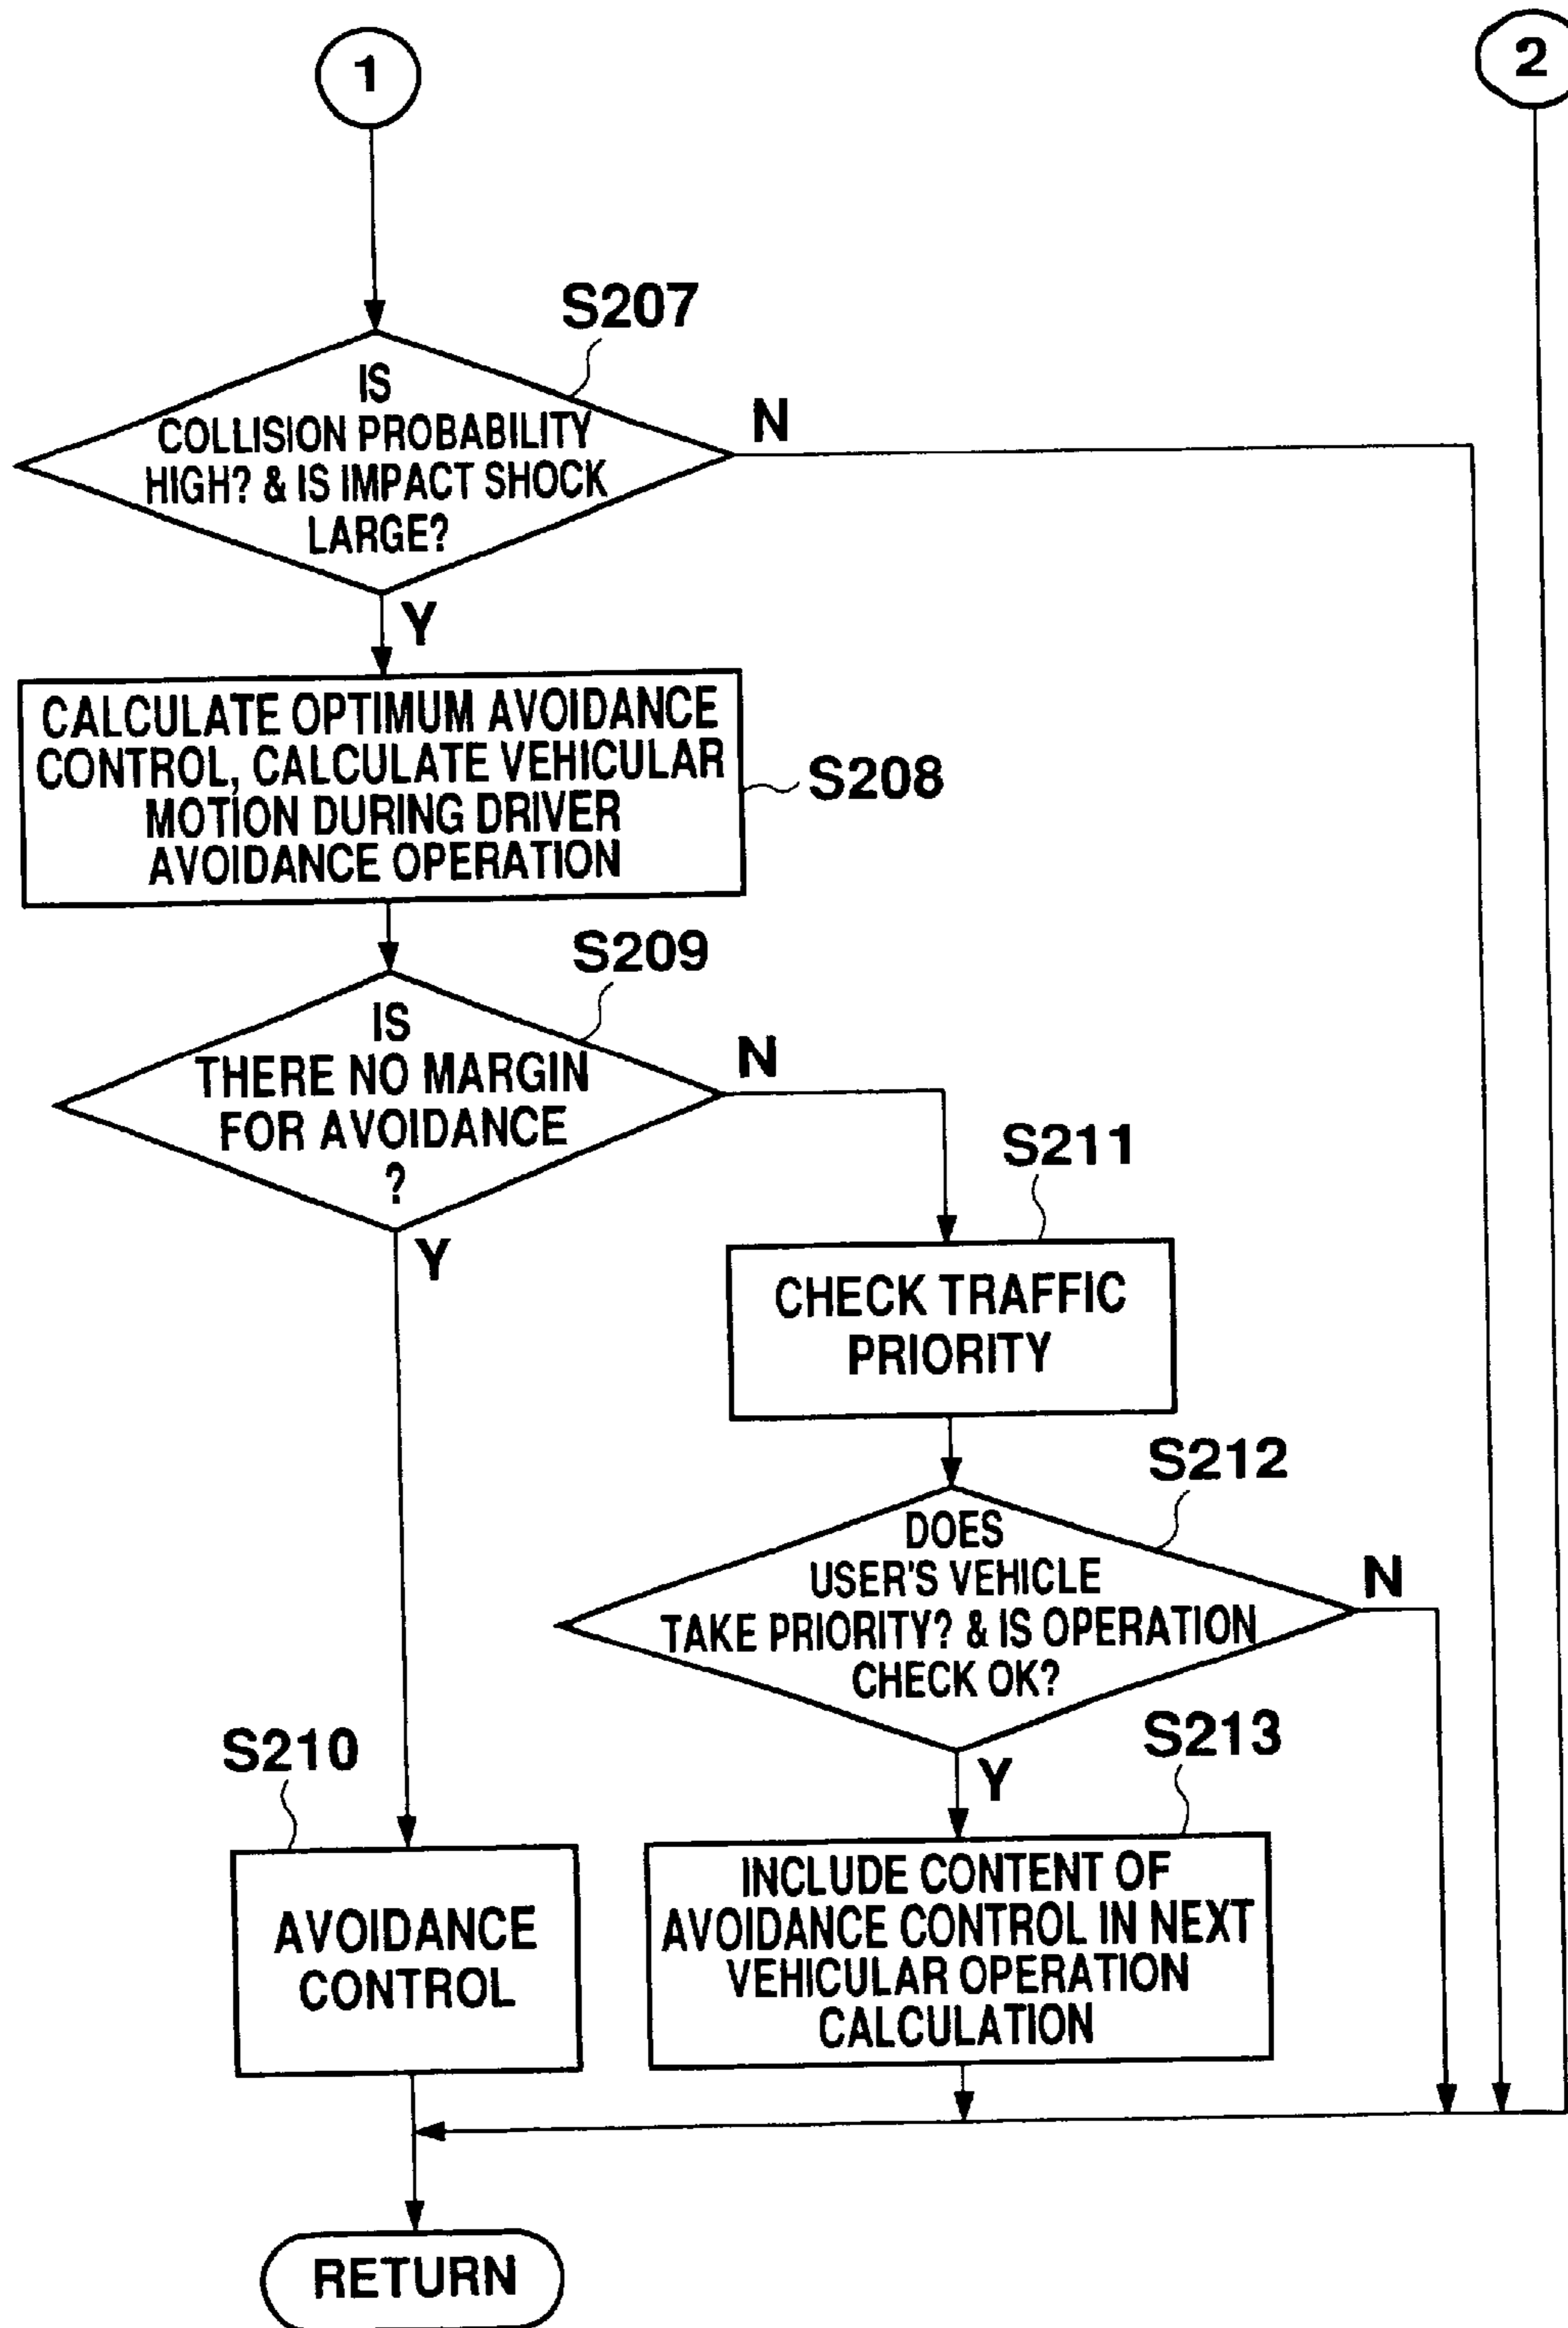 1
2
S207
IS
COLLISION PROBABILITY
HIGH? & IS IMPACT SHOCK
LARGE?
N
Y
CALCULATE OPTIMUM AVOIDANCE
CONTROL, CALCULATE VEHICULAR
MOTION DURING DRIVER
AVOIDANCE OPERATION
S208
S209
IS
THERE NO MARGIN
FOR AVOIDANCE
?
N
Y
S211
CHECK TRAFFIC
PRIORITY
S212
DOES
USER'S VEHICLE
TAKE PRIORITY? & IS OPERATION
CHECK OK?
N
Y
S210
AVOIDANCE
CONTROL
S213
INCLUDE CONTENT OF
AVOIDANCE CONTROL IN NEXT
VEHICULAR OPERATION
CALCULATION
RETURN